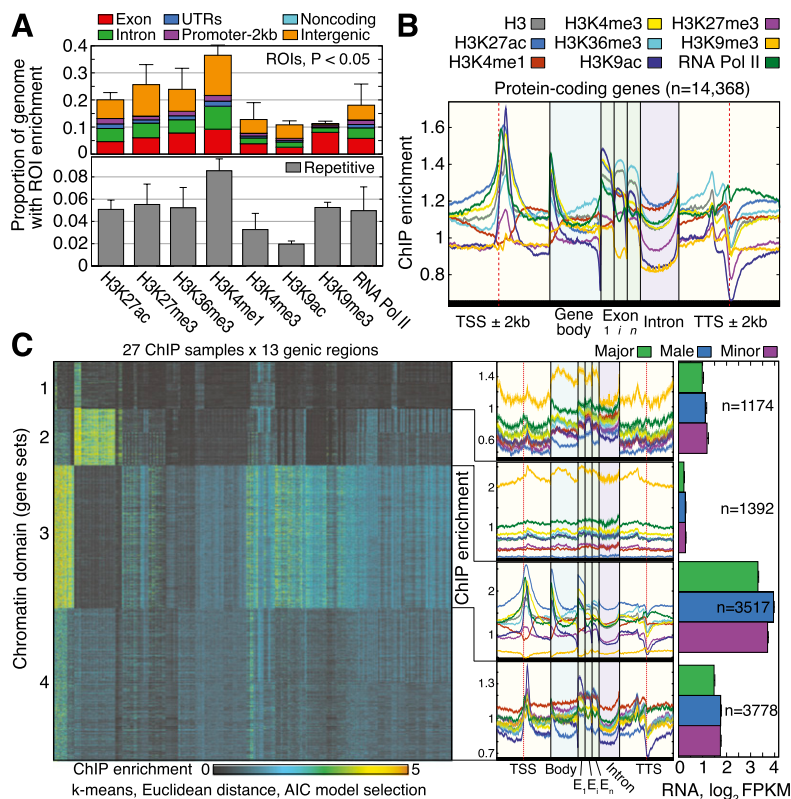 A
Exon UTRs Noncoding
Intron Promoter-2kb Intergenic
Proportion of genome
with ROI enrichment
0.4
0.3
0.2
0.1
0
ROIs, P < 0.05
0.08
0.06
0.04
0.02
0
Repetitive
H3K27ac
H3K27me3
H3K36me3
H3K4me1
H3K4me3
H3K9ac
H3K9me3
RNA Pol II
B
H3 H3K4me3 H3K27me3
H3K27ac H3K36me3 H3K9me3
H3K4me1 H3K9ac RNA Pol II
Protein-coding genes (n=14,368)
ChIP enrichment
1.6
1.4
1.2
1
0.8
TSS ± 2kb
Gene
body
Exon
1 i n
Intron
TTS ± 2kb
C
27 ChIP samples x 13 genic regions
Chromatin domain (gene sets)
1
2
3
4
ChIP enrichment 0 5
k-means, Euclidean distance, AIC model selection
ChIP enrichment
1.4
1
0.6
2
1
2
1
1.3
1
0.7
TSS Body E1 Ei En Intron TTS
Major Male Minor
n=1174
n=1392
n=3517
n=3778
0 1 2 3 4
RNA, log2FPKM